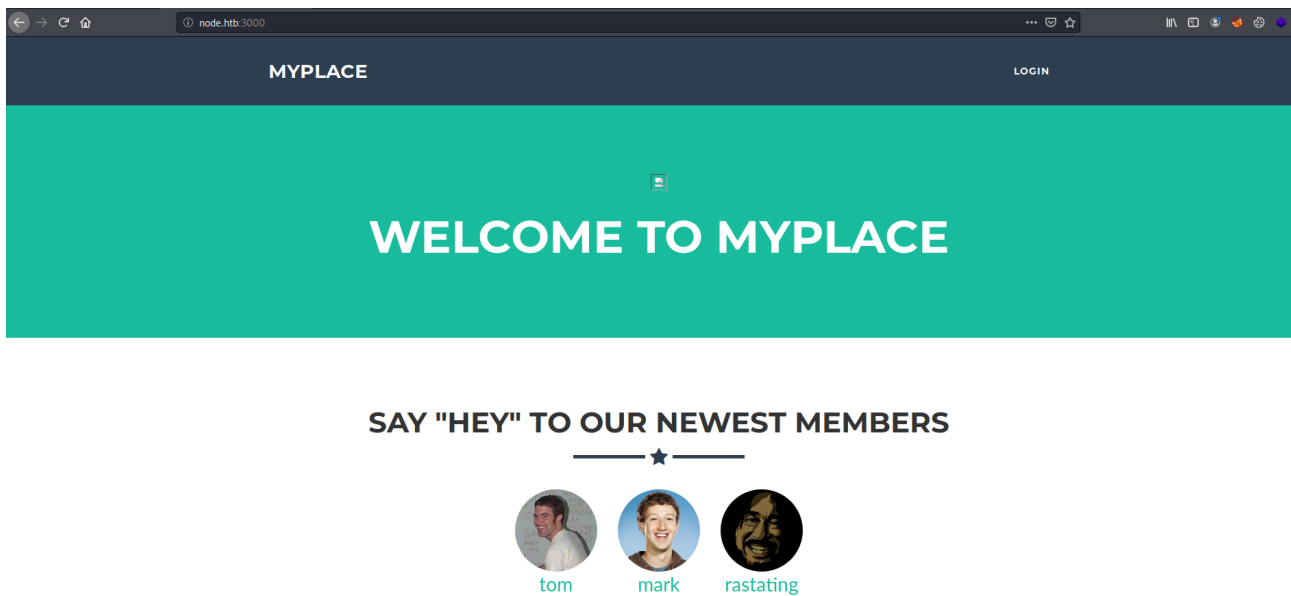 node.htb:3000
MYPLACE
LOGIN
WELCOME TO MYPLACE
SAY "HEY" TO OUR NEWEST MEMBERS
tom
mark
rastating